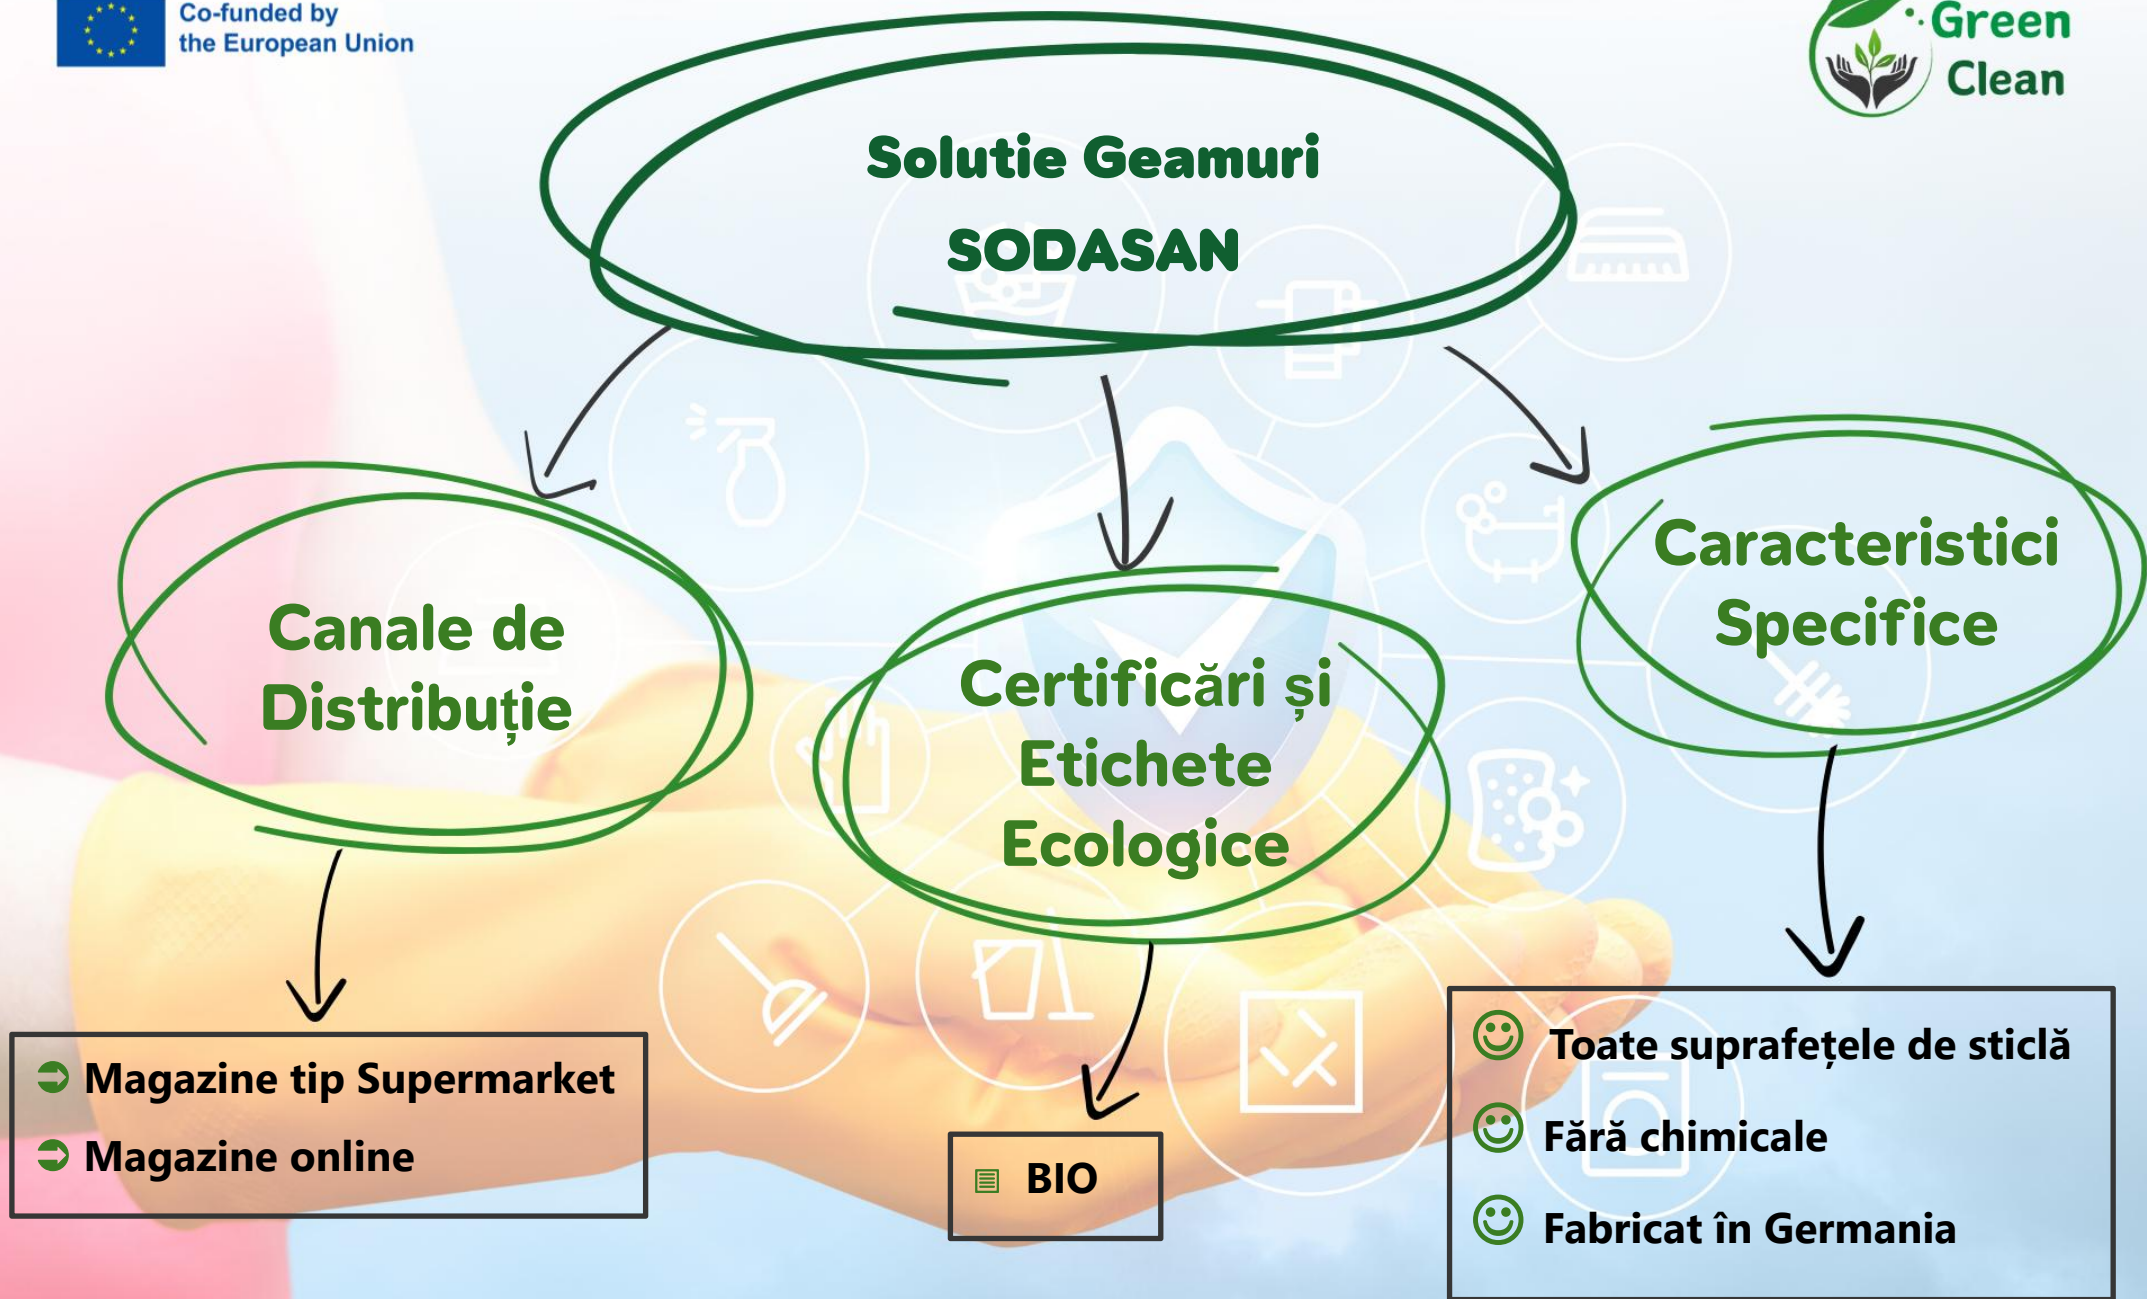 Co-funded by
the European Union
Green
Clean
Solutie Geamuri
SODASAN
Canale de
Distribuție
Certificări și
Etichete
Ecologice
Caracteristici
Specifice
Magazine tip Supermarket
Magazine online
BIO
Toate suprafețele de sticlă
Fără chimicale
Fabricat în Germania